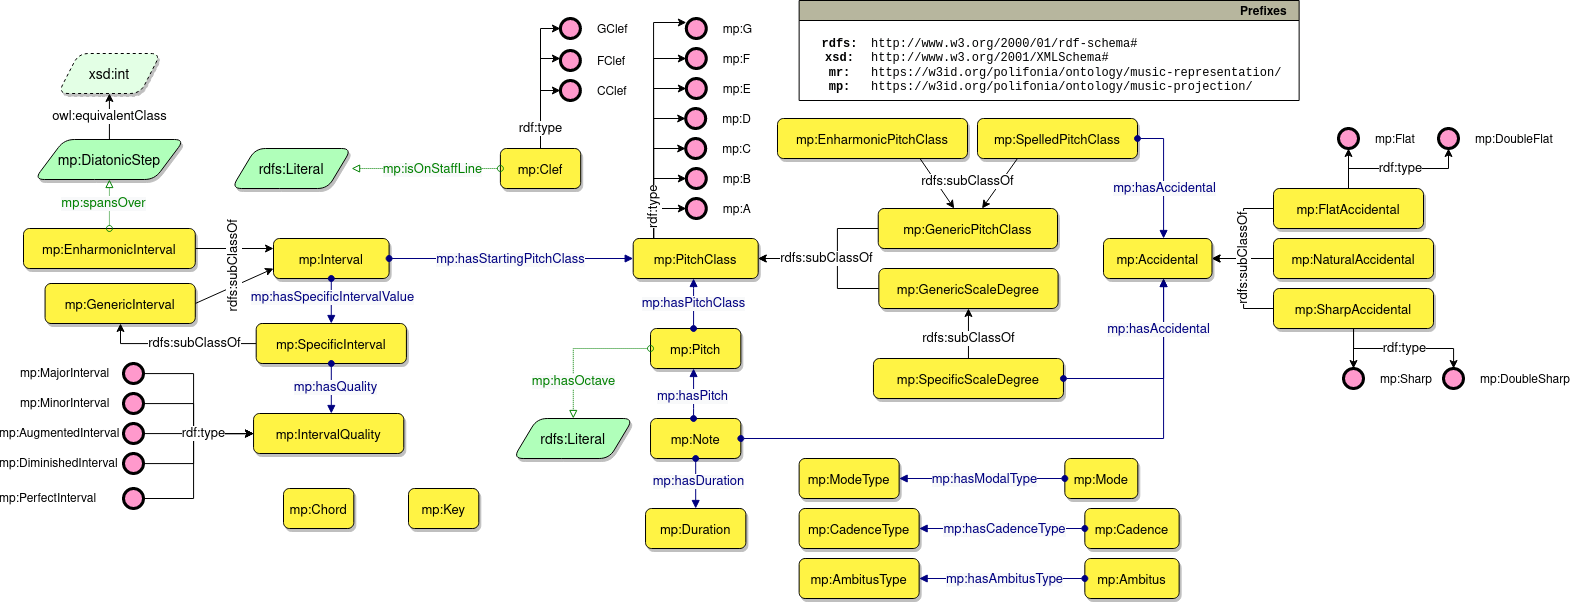 Prefixes
rdfs: http://www.w3.org/2000/01/rdf-schema#
xsd: http://www.w3.org/2001/XMLSchema#
mr: https://w3id.org/polifonia/ontology/music-representation/
mp: https://w3id.org/polifonia/ontology/music-projection/
xsd:int
owl:equivalentClass
mp:DiatonicStep
mp:spansOver
mp:EnharmonicInterval
mp:GenericInterval
rdfs:subClassOf
mp:Interval
mp:hasSpecificIntervalValue
mp:SpecificInterval
rdfs:subClassOf
mp:hasQuality
mp:IntervalQuality
mp:MajorInterval
mp:MinorInterval
mp:AugmentedInterval
mp:DiminishedInterval
mp:PerfectInterval
rdf:type
mp:Chord
mp:Key
GClef
FClef
CClef
rdf:type
mp:Clef
mp:isOnStaffLine
rdfs:Literal
mp:hasStartingPitchClass
mp:G
mp:F
mp:E
mp:D
mp:C
mp:B
mp:A
rdf:type
mp:PitchClass
mp:hasPitchClass
mp:Pitch
mp:hasOctave
rdfs:Literal
mp:hasPitch
mp:Note
mp:hasDuration
mp:Duration
mp:EnharmonicPitchClass
mp:SpelledPitchClass
rdfs:subClassOf
mp:GenericPitchClass
rdfs:subClassOf
mp:GenericScaleDegree
rdfs:subClassOf
mp:SpecificScaleDegree
mp:hasAccidental
mp:Accidental
mp:hasAccidental
rdfs:subClassOf
mp:Flat
mp:DoubleFlat
rdf:type
mp:FlatAccidental
mp:NaturalAccidental
mp:SharpAccidental
rdf:type
mp:Sharp
mp:DoubleSharp
mp:ModeType
mp:hasModalType
mp:Mode
mp:CadenceType
mp:hasCadenceType
mp:Cadence
mp:AmbitusType
mp:hasAmbitusType
mp:Ambitus